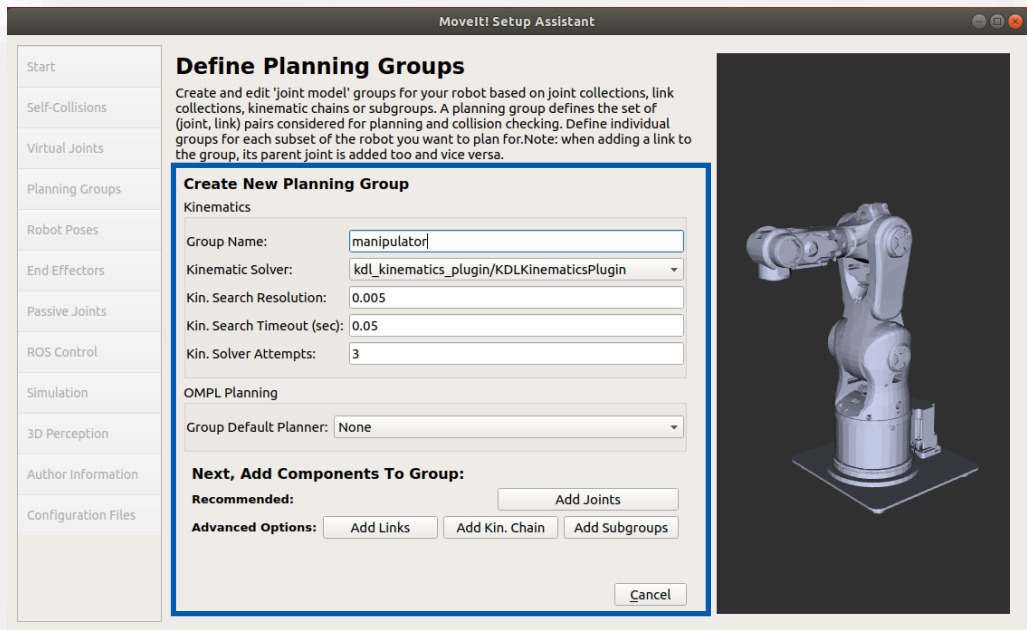 MoveIt! Setup Assistant
Start
Self-Collisions
Virtual Joints
Planning Groups
Robot Poses
End Effectors
Passive Joints
ROS Control
Simulation
3D Perception
Author Information
Configuration Files
Define Planning Groups
Create and edit 'joint model' groups for your robot based on joint collections, link
collections, kinematic chains or subgroups. A planning group defines the set of
(joint, link) pairs considered for planning and collision checking. Define individual
groups for each subset of the robot you want to plan for.Note: when adding a link to
the group, its parent joint is added too and vice versa.
Create New Planning Group
Kinematics
Group Name: manipulator
Kinematic Solver: kdl_kinematics_plugin/KDLKinematicsPlugin
Kin. Search Resolution: 0.005
Kin. Search Timeout (sec): 0.05
Kin. Solver Attempts: 3
OMPL Planning
Group Default Planner: None
Next, Add Components To Group:
Recommended: Add Joints
Advanced Options: Add Links Add Kin. Chain Add Subgroups
Cancel